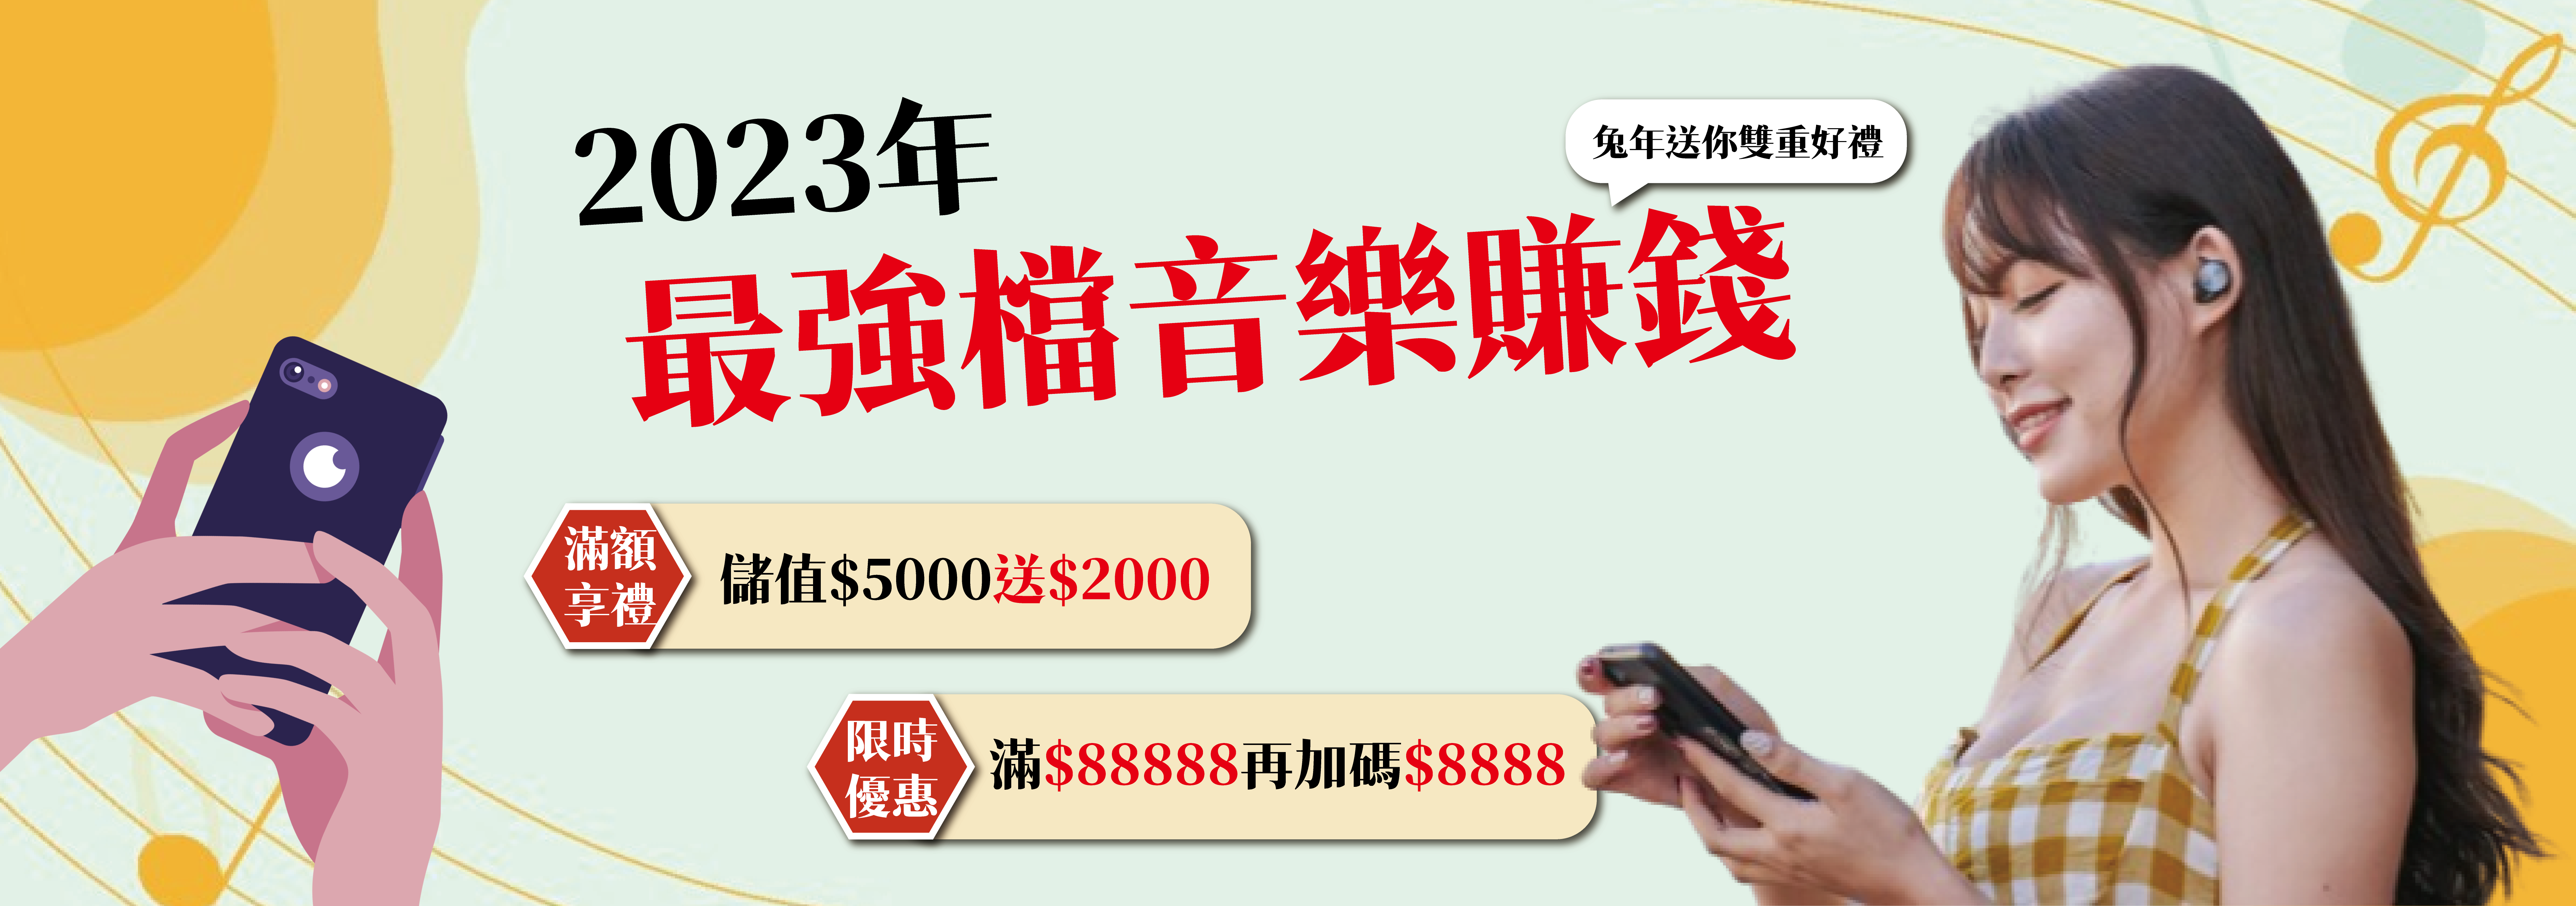 2023年
兔年送你雙重好禮
最強檔音樂賺錢
滿額
享禮
儲值$5000送$2000
限時
優惠
滿$88888再加碼$8888